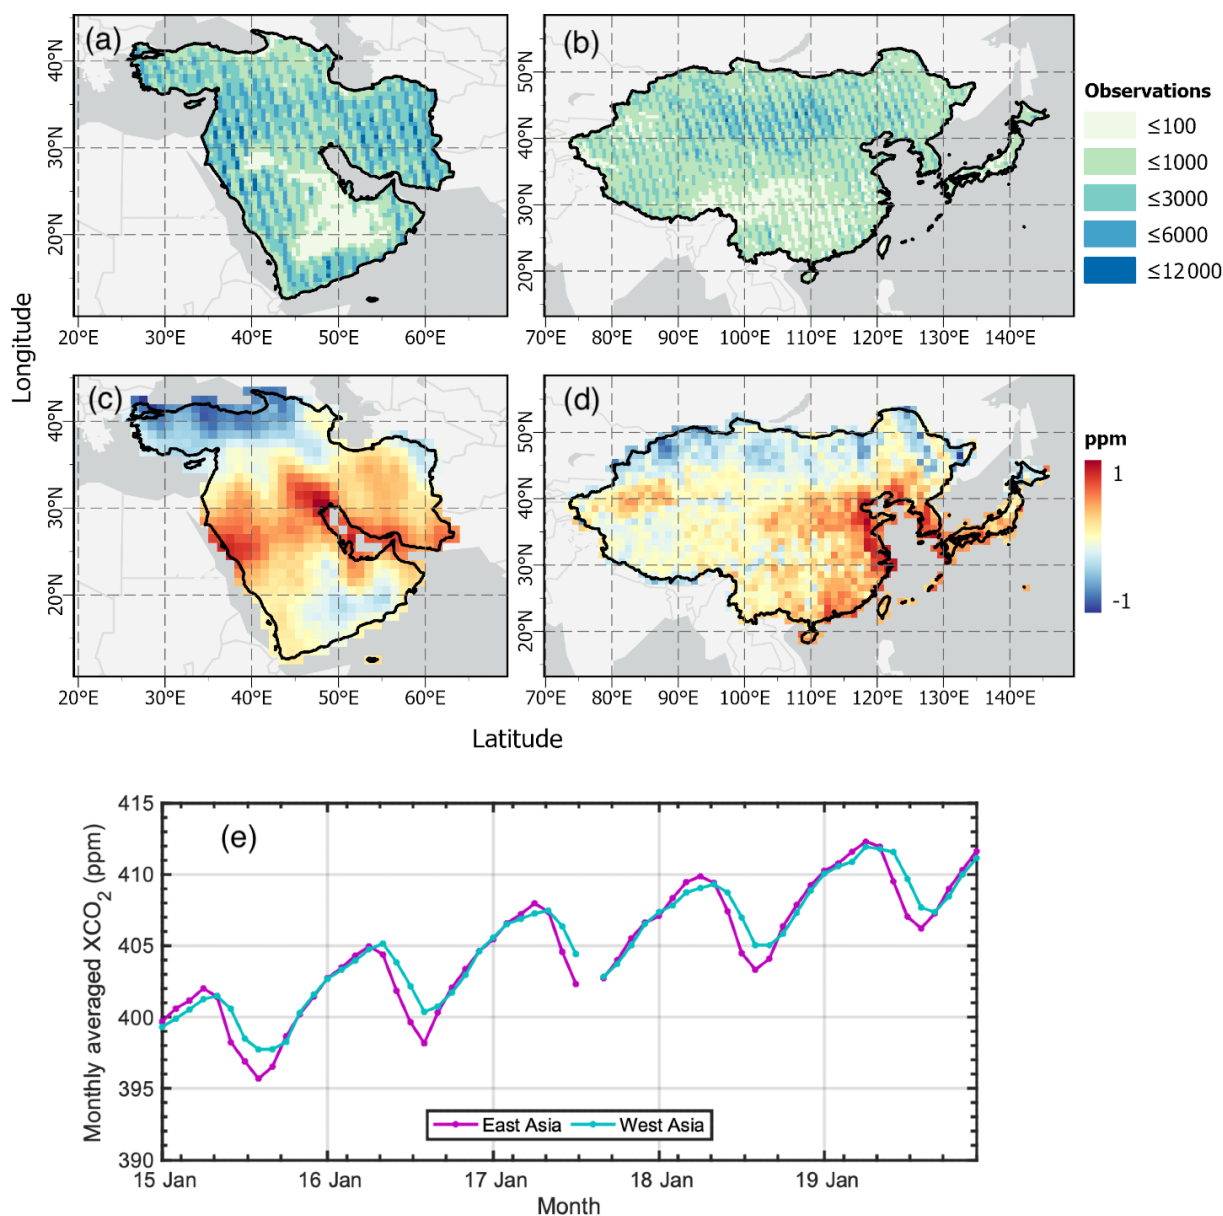 (a)
(b)
40°N
30°N
20°N
50°N
40°N
30°N
20°N
20°E 30°E 40°E 50°E 60°E
70°E 80°E 90°E 100°E 110°E 120°E 130°E 140°E
Observations
≤100
≤1000
≤3000
≤6000
≤12 000
Longitude
(c)
(d)
40°N
30°N
20°N
50°N
40°N
30°N
20°N
20°E 30°E 40°E 50°E 60°E
70°E 80°E 90°E 100°E 110°E 120°E 130°E 140°E
ppm
1
-1
Latitude
(e)
Monthly averaged XCO2 (ppm)
415
410
405
400
395
390
East Asia West Asia
15 Jan 16 Jan 17 Jan 18 Jan 19 Jan
Month